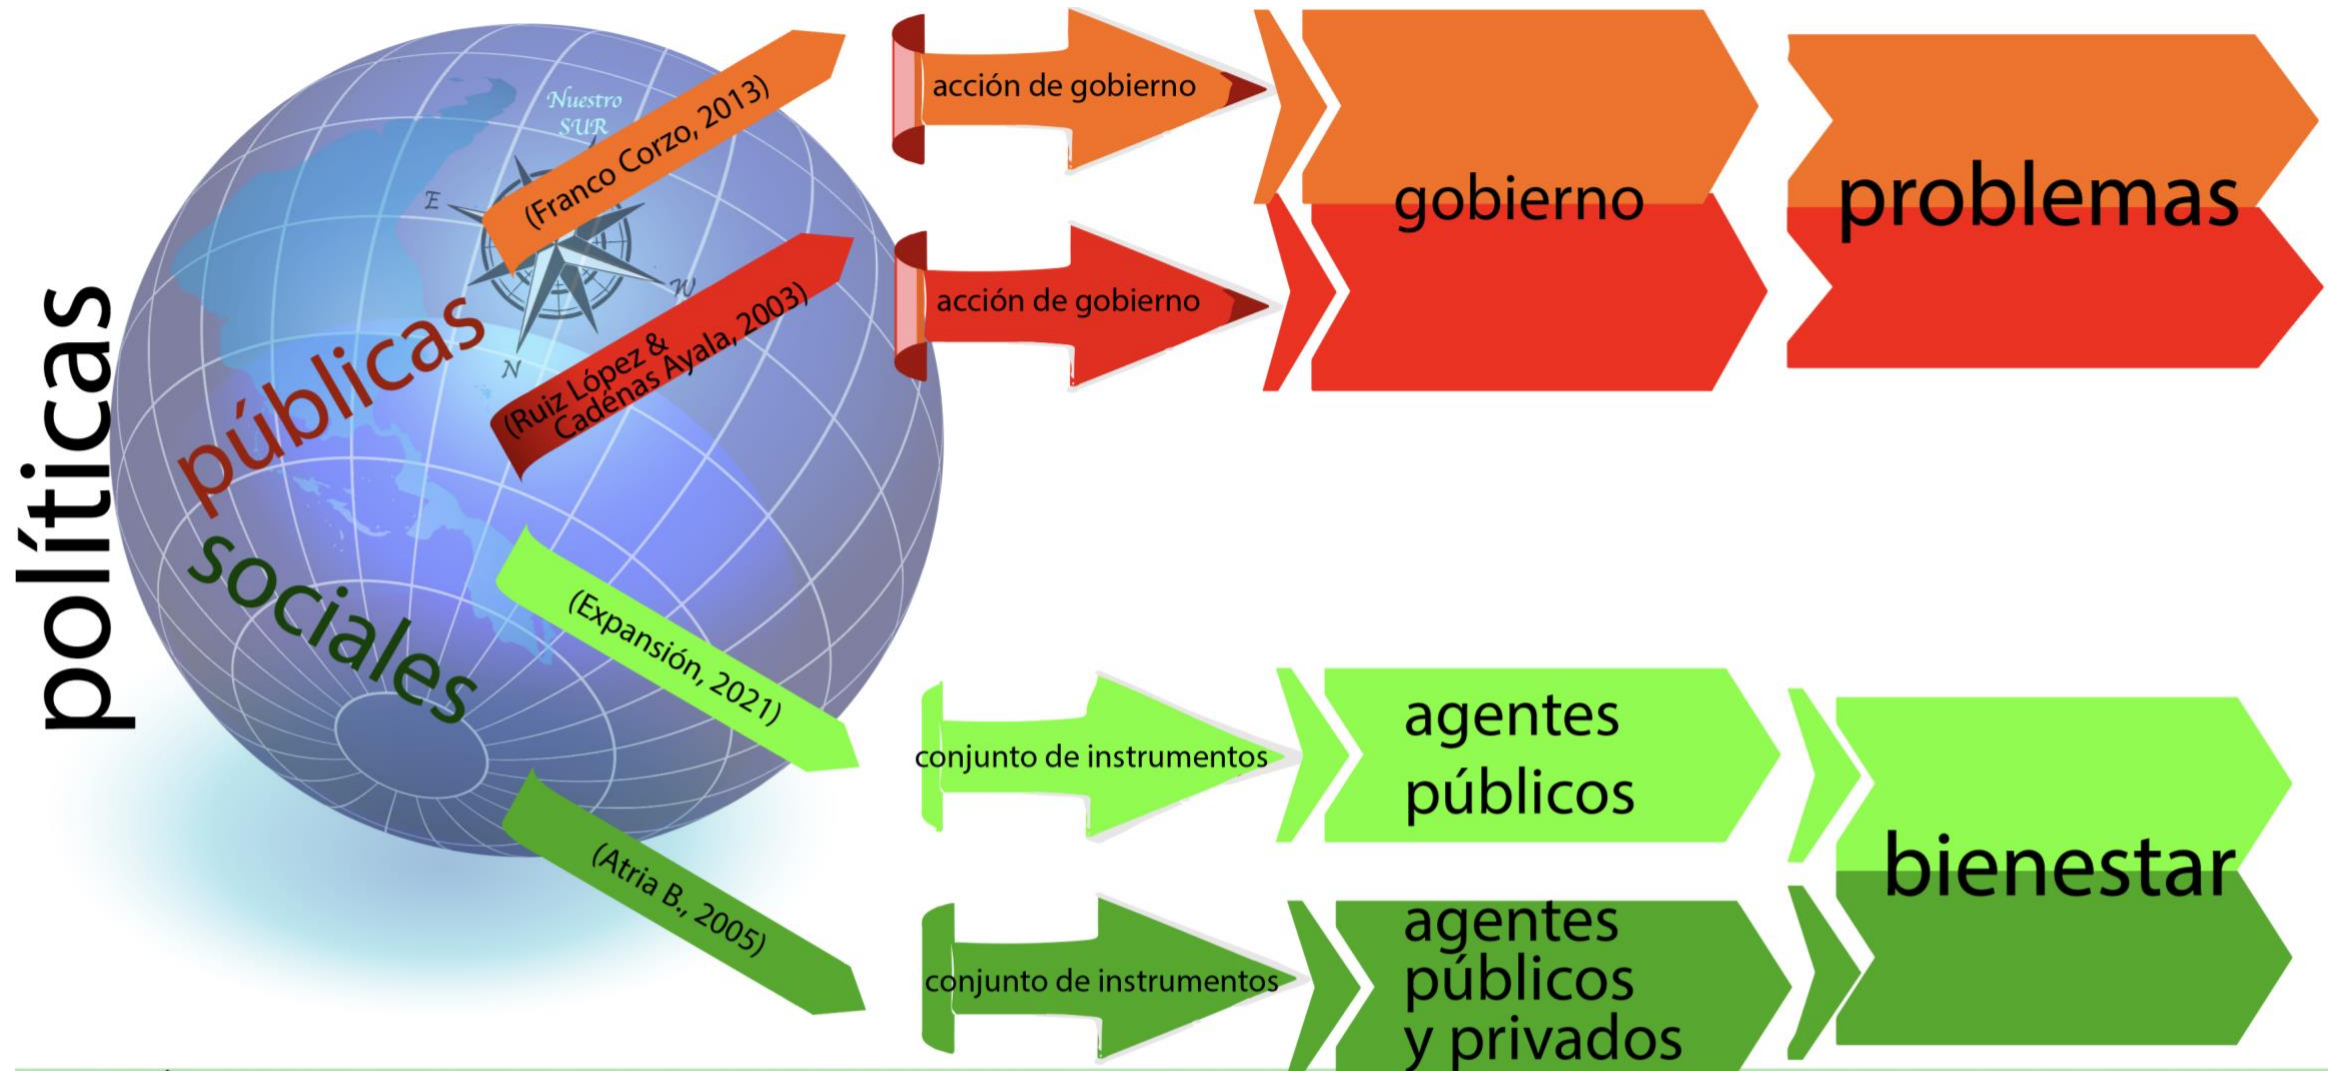 políticas
públicas
sociales
Nuestro
SUR
E
W
N
(Franco Corzo, 2013)
acción de gobierno
(Ruiz López &
Cadénas Ayala, 2003)
acción de gobierno
gobierno
problemas
(Expansión, 2021)
conjunto de instrumentos
agentes
públicos
(Atria B., 2005)
conjunto de instrumentos
agentes
públicos
y privados
bienestar